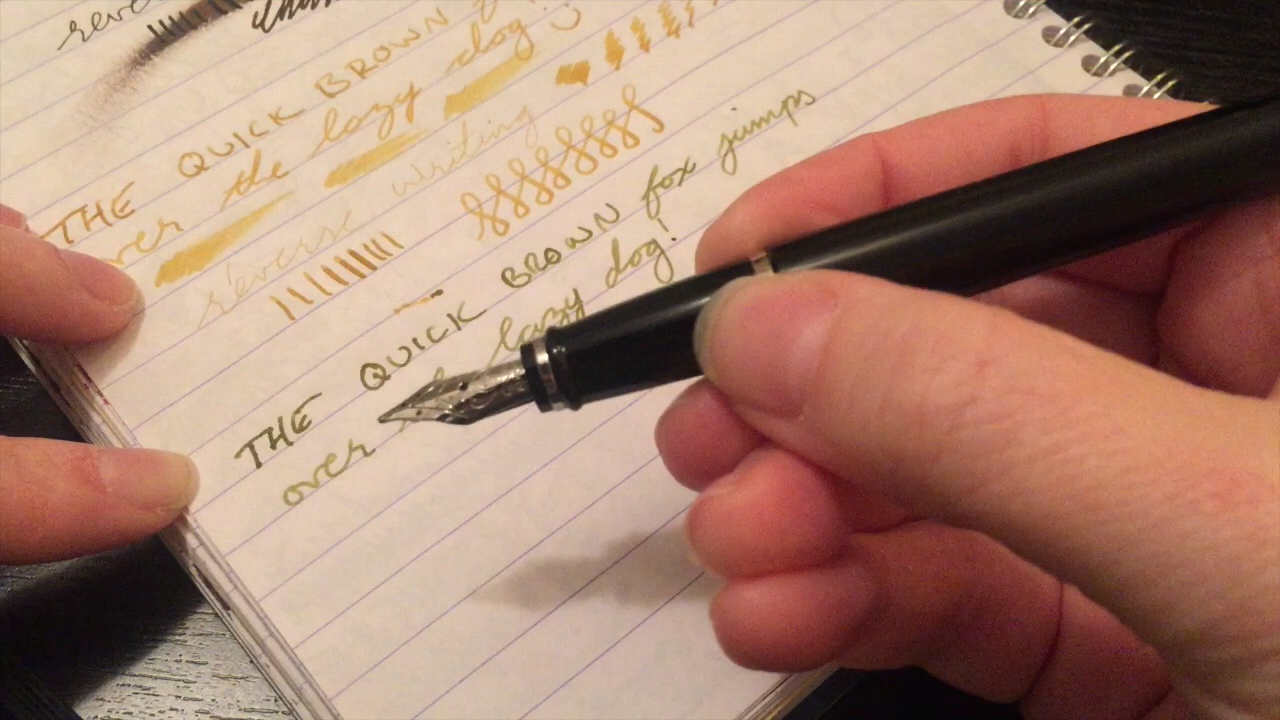 THE QUICK BROWN
over the lazy dog!
reverse writing
THE QUICK BROWN fox jumps
over lazy dog!